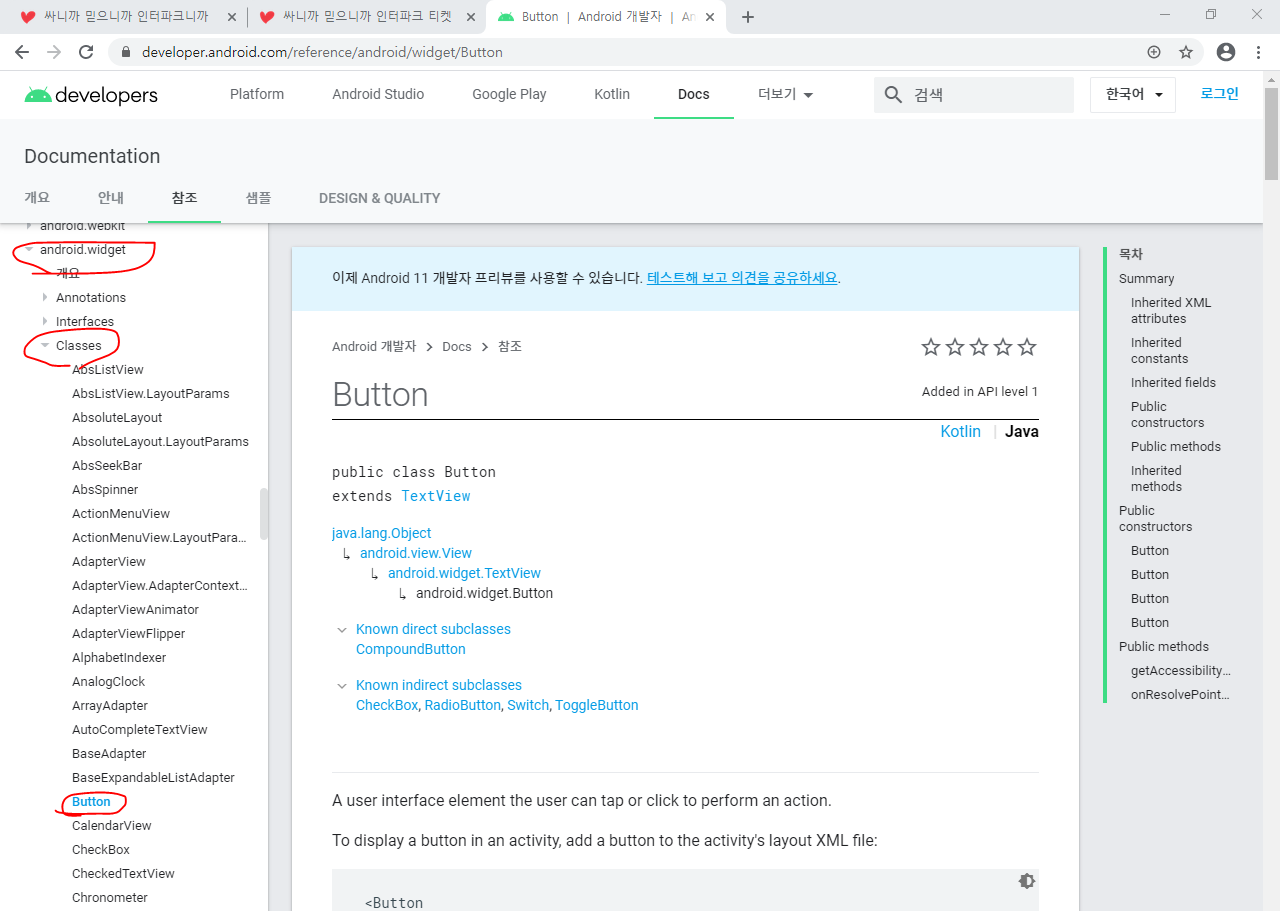 싸니까 믿으니까 인터파크니까
싸니까 믿으니까 인터파크 티켓
Button | Android 개발자 | An
developer.android.com/reference/android/widget/Button
developers
Platform
Android Studio
Google Play
Kotlin
Docs
더보기
검색
한국어
로그인
Documentation
개요
안내
참조
샘플
DESIGN & QUALITY
android.webkit
android.widget
개요
Annotations
Interfaces
Classes
AbsListView
AbsListView.LayoutParams
AbsoluteLayout
AbsoluteLayout.LayoutParams
AbsSeekBar
AbsSpinner
ActionMenuView
ActionMenuView.LayoutPara...
AdapterView
AdapterView.AdapterContext...
AdapterViewAnimator
AdapterViewFlipper
AlphabetIndexer
AnalogClock
ArrayAdapter
AutoCompleteTextView
BaseAdapter
BaseExpandableListAdapter
Button
CalendarView
CheckBox
CheckedTextView
Chronometer
이제 Android 11 개발자 프리뷰를 사용할 수 있습니다. 테스트해 보고 의견을 공유하세요.
Android 개발자 > Docs > 참조
Button
Added in API level 1
Kotlin | Java
public class Button
extends TextView
java.lang.Object
↳ android.view.View
↳ android.widget.TextView
↳ android.widget.Button
Known direct subclasses
CompoundButton
Known indirect subclasses
CheckBox, RadioButton, Switch, ToggleButton
A user interface element the user can tap or click to perform an action.
To display a button in an activity, add a button to the activity's layout XML file:
<Button
목차
Summary
Inherited XML
attributes
Inherited
constants
Inherited fields
Public
constructors
Public methods
Inherited
methods
Public
constructors
Button
Button
Button
Button
Public methods
getAccessibility...
onResolvePoint...